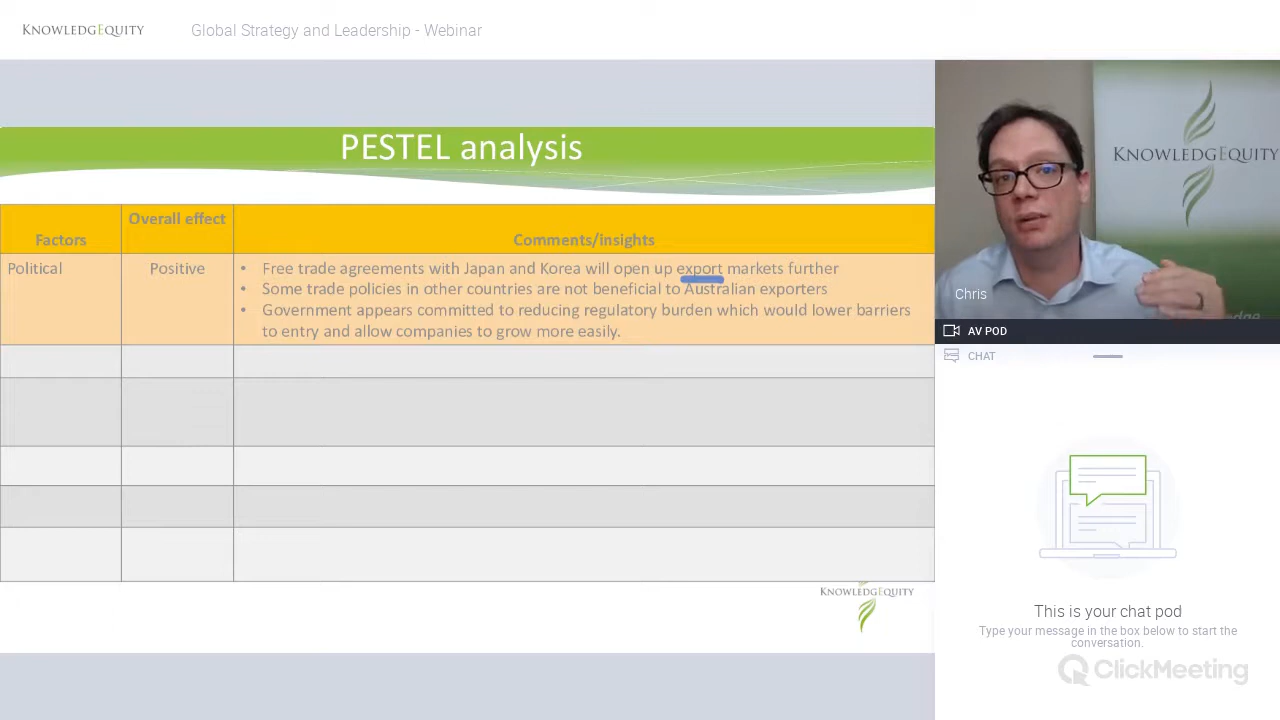 KNOWLEDGEQUITY
Global Strategy and Leadership - Webinar
PESTEL analysis
Factors
Overall effect
Comments/insights
Political
Positive
• Free trade agreements with Japan and Korea will open up export markets further
• Some trade policies in other countries are not beneficial to Australian exporters
• Government appears committed to reducing regulatory burden which would lower barriers
to entry and allow companies to grow more easily.
KNOWLEDGEQUITY
KNOWLEDGEQUITY
Chris
AV POD
CHAT
This is your chat pod
Type your message in the box below to start the
conversation.
ClickMeeting